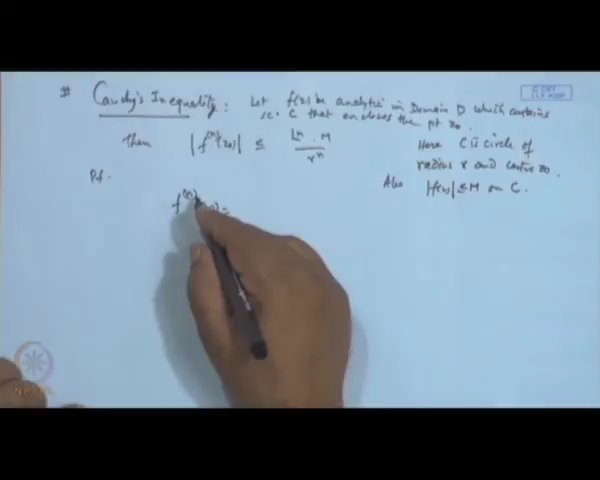 # Cauchy's Inequality : Let f(z) be analytic in Domain D which contains
s.c. C that encloses the pt z₀.
Then |f⁽ⁿ⁾(z₀)| ≤ ⌊n . M / rⁿ
Here C is circle of
radius r and centre z₀.
Also |f(z)| ≤ M on C.
Pf.
f⁽ⁿ⁾ =